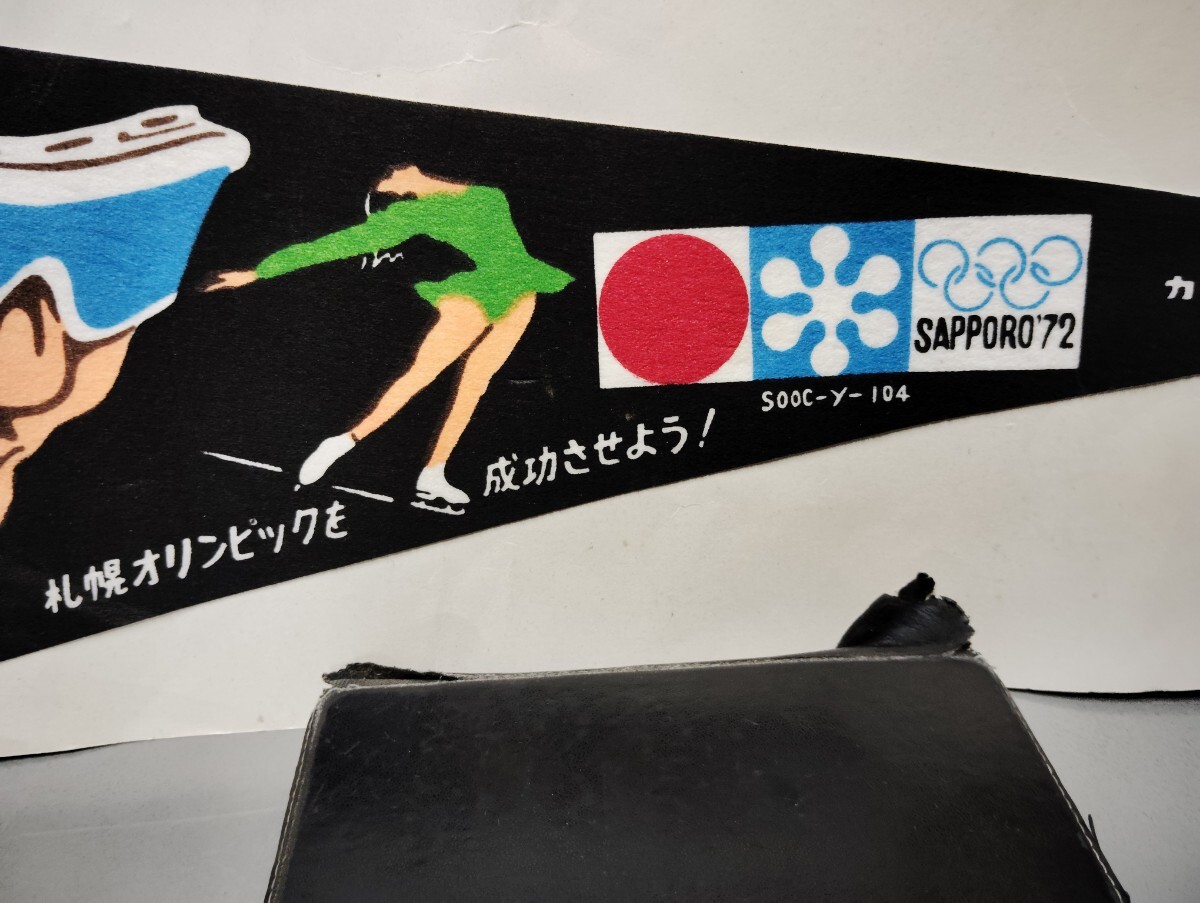 札幌オリンピックを
成功させよう!
SAPPORO'72
SOOC-Y-104
カ